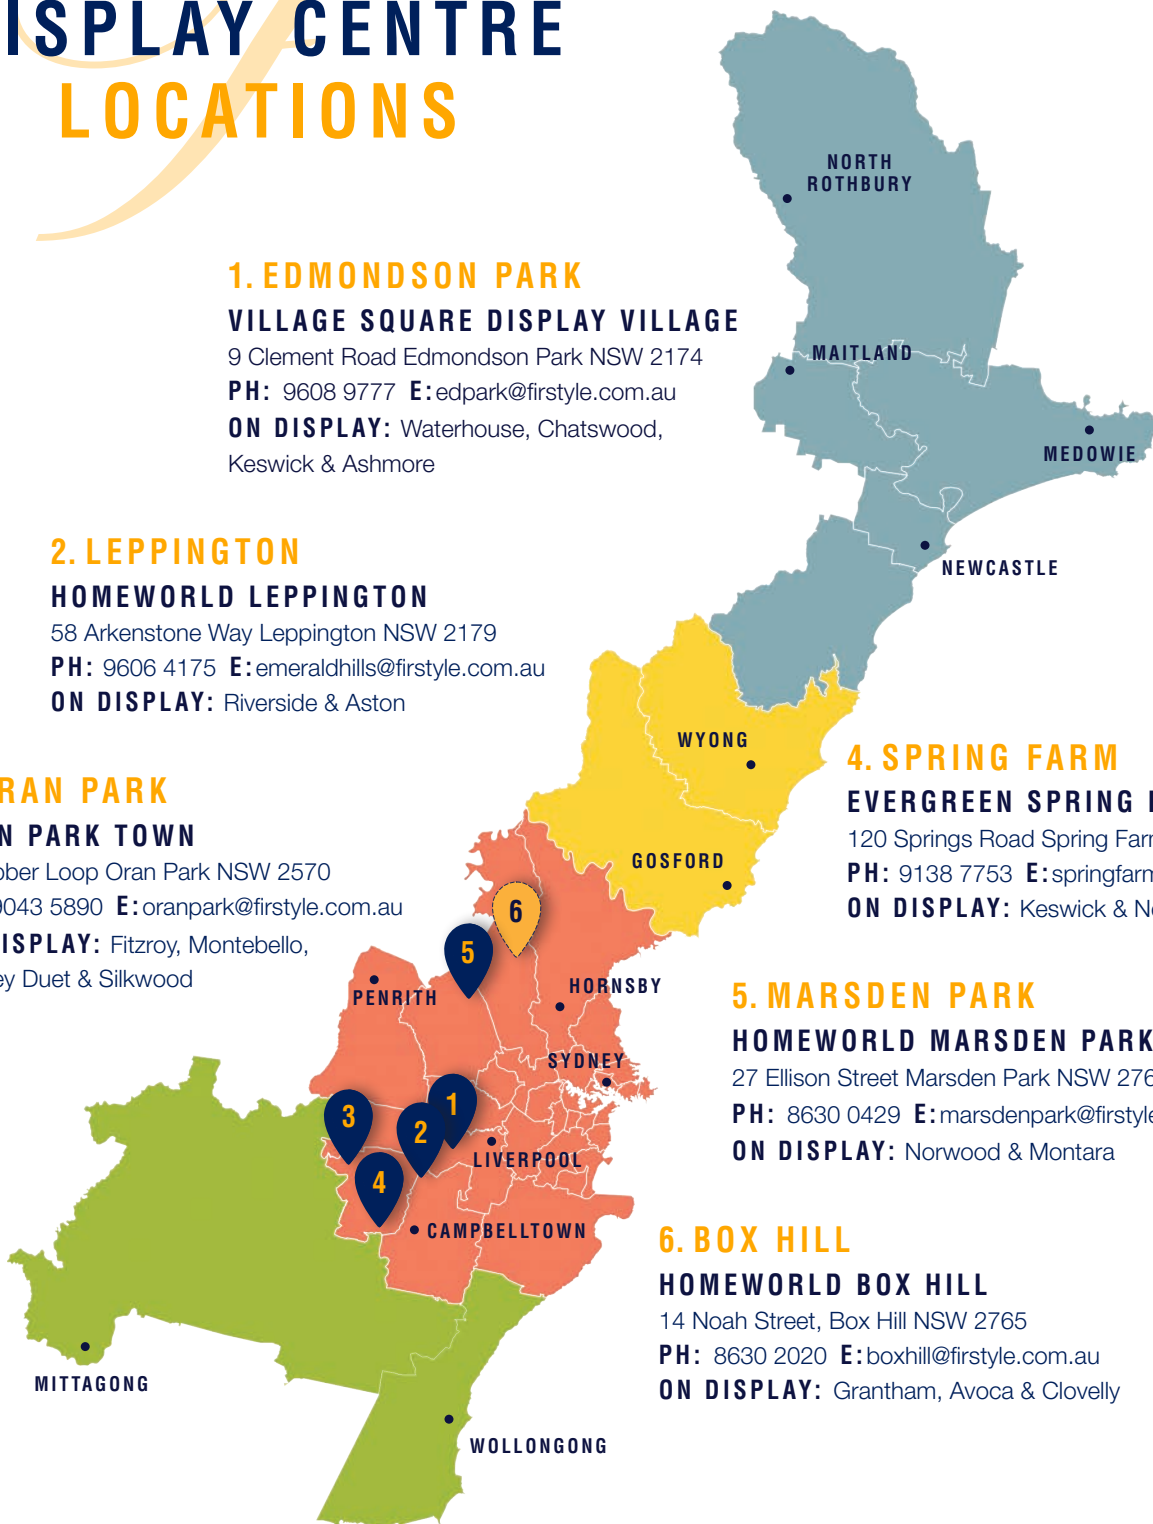 ISPLAY CENTRE
LOCATIONS
NORTH
ROTHBURY
1. EDMONDSON PARK
VILLAGE SQUARE DISPLAY VILLAGE
9 Clement Road Edmondson Park NSW 2174
PH: 9608 9777 E: edpark@firstyle.com.au
ON DISPLAY: Waterhouse, Chatswood,
Keswick & Ashmore
MAITLAND
MEDOWIE
NEWCASTLE
2. LEPPINGTON
HOMEWORLD LEPPINGTON
58 Arkenstone Way Leppington NSW 2179
PH: 9606 4175 E: emeraldhills@firstyle.com.au
ON DISPLAY: Riverside & Aston
WYONG
GOSFORD
RAN PARK
N PARK TOWN
ber Loop Oran Park NSW 2570
9043 5890 E: oranpark@firstyle.com.au
ISPLAY: Fitzroy, Montebello,
ey Duet & Silkwood
4. SPRING FARM
EVERGREEN SPRING
120 Springs Road Spring Far
PH: 9138 7753 E: springfarm
ON DISPLAY: Keswick & N
6
5
PENRITH
HORNSBY
SYDNEY
5. MARSDEN PARK
HOMEWORLD MARSDEN PARK
27 Ellison Street Marsden Park NSW 276
PH: 8630 0429 E: marsdenpark@firstyle
ON DISPLAY: Norwood & Montara
3
1
2
4
LIVERPOOL
CAMPBELLTOWN
6. BOX HILL
HOMEWORLD BOX HILL
14 Noah Street, Box Hill NSW 2765
PH: 8630 2020 E: boxhill@firstyle.com.au
ON DISPLAY: Grantham, Avoca & Clovelly
MITTAGONG
WOLLONGONG